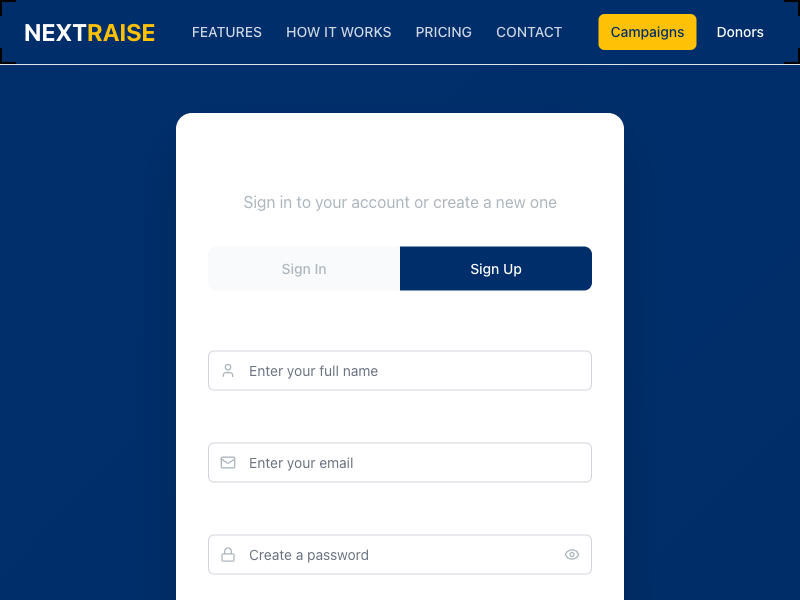 NEXTRAISE
FEATURES
HOW IT WORKS
PRICING
CONTACT
Campaigns
Donors
Sign in to your account or create a new one
Sign In
Sign Up
Enter your full name
Enter your email
Create a password